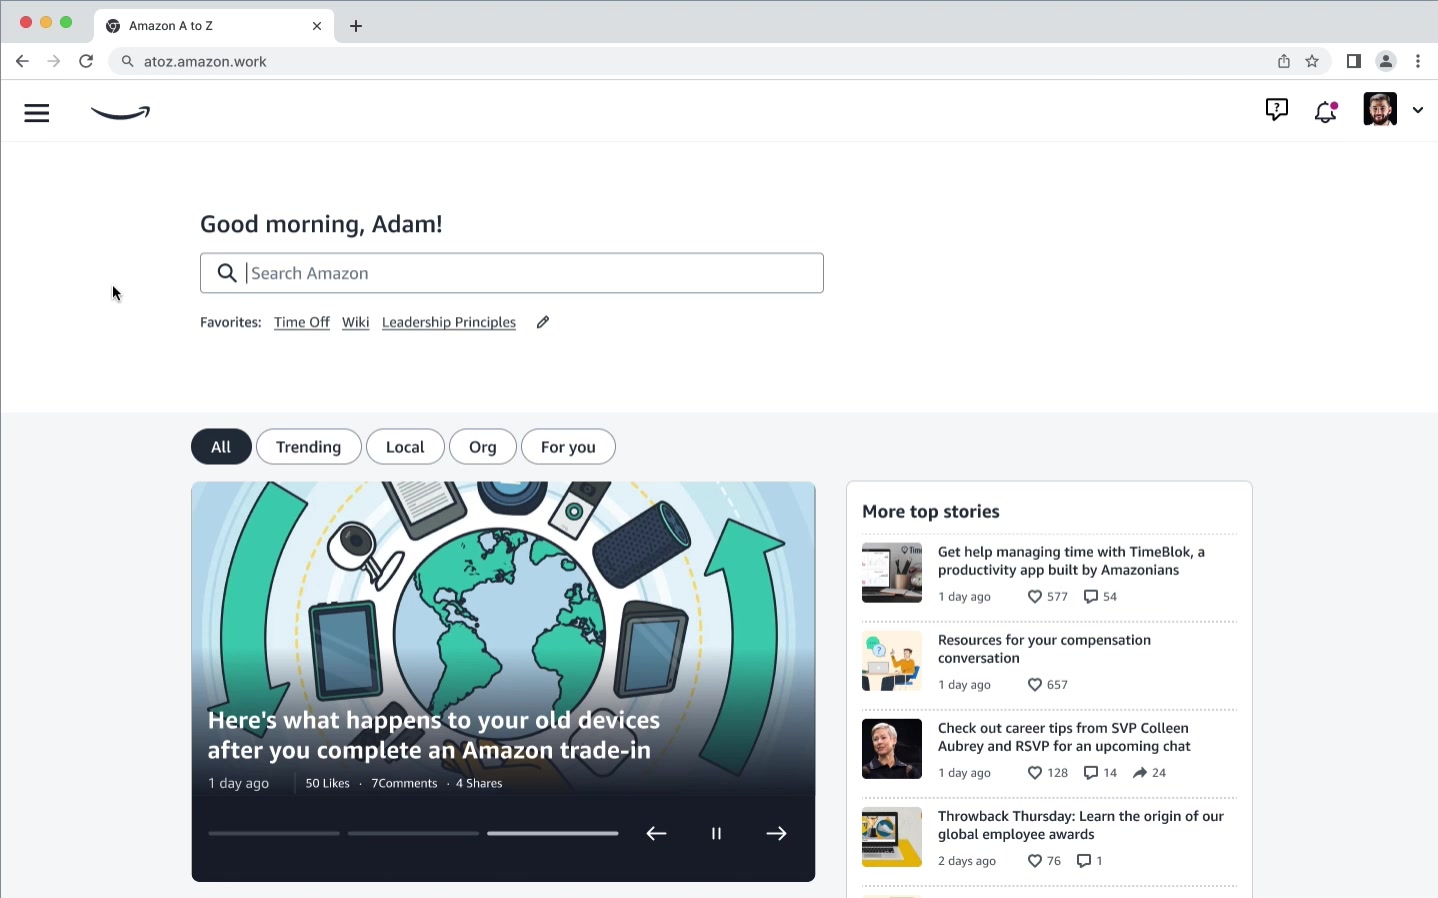 Amazon A to Z
atoz.amazon.work
Good morning, Adam!
Search Amazon
Favorites: Time Off Wiki Leadership Principles
All Trending Local Org For you
Here's what happens to your old devices
after you complete an Amazon trade-in
1 day ago 50 Likes · 7Comments · 4 Shares
More top stories
Get help managing time with TimeBlok, a
productivity app built by Amazonians
1 day ago 577 54
Resources for your compensation
conversation
1 day ago 657
Check out career tips from SVP Colleen
Aubrey and RSVP for an upcoming chat
1 day ago 128 14 24
Throwback Thursday: Learn the origin of our
global employee awards
2 days ago 76 1